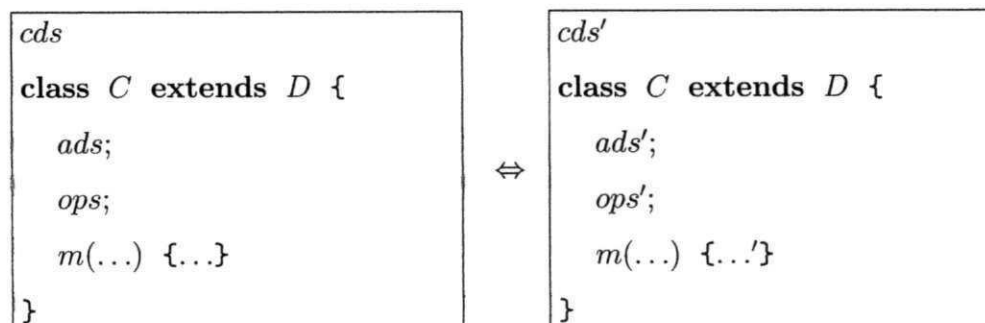 cds
class C extends D {
ads;
ops;
m(...) {...}
}
⇔
cds′
class C extends D {
ads′;
ops′;
m(...) {...′}
}